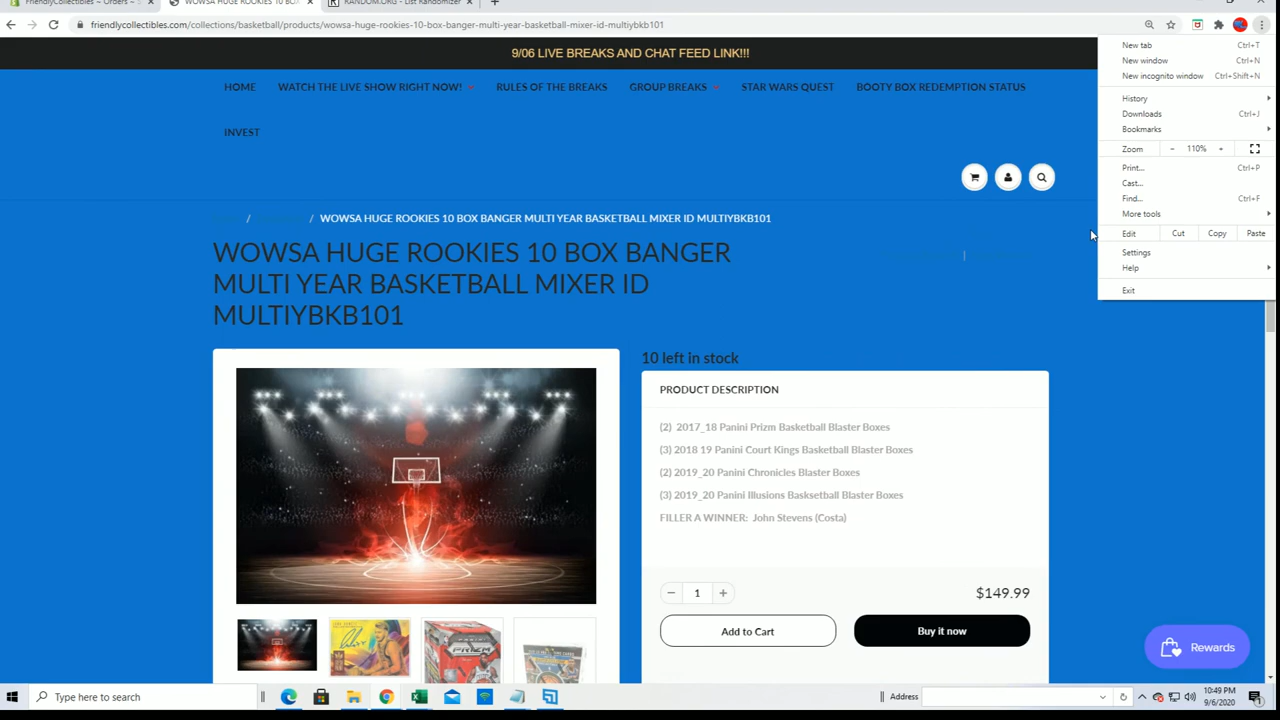 FriendlyCollectibles ~ Orders ~
WOWSA HUGE ROOKIES 10 BO
RANDOM.ORG - List Randomizer
friendlycollectibles.com/collections/basketball/products/wowsa-huge-rookies-10-box-banger-multi-year-basketball-mixer-id-multiybkb101
9/06 LIVE BREAKS AND CHAT FEED LINK!!!
HOME
WATCH THE LIVE SHOW RIGHT NOW!
RULES OF THE BREAKS
GROUP BREAKS
STAR WARS QUEST
BOOTY BOX REDEMPTION STATUS
INVEST
/ / WOWSA HUGE ROOKIES 10 BOX BANGER MULTI YEAR BASKETBALL MIXER ID MULTIYBKB101
WOWSA HUGE ROOKIES 10 BOX BANGER
MULTI YEAR BASKETBALL MIXER ID
MULTIYBKB101
10 left in stock
PRODUCT DESCRIPTION
(2) 2017_18 Panini Prizm Basketball Blaster Boxes
(3) 2018 19 Panini Court Kings Basketball Blaster Boxes
(2) 2019_20 Panini Chronicles Blaster Boxes
(3) 2019_20 Panini Illusions Basksetball Blaster Boxes
FILLER A WINNER: John Stevens (Costa)
− 1 +
$149.99
Add to Cart
Buy it now
PRIZM
Rewards
New tab Ctrl+T
New window Ctrl+N
New incognito window Ctrl+Shift+N
History
Downloads Ctrl+J
Bookmarks
Zoom − 110% +
Print... Ctrl+P
Cast...
Find... Ctrl+F
More tools
Edit Cut Copy Paste
Settings
Help
Exit
Type here to search
Address
10:49 PM
9/6/2020